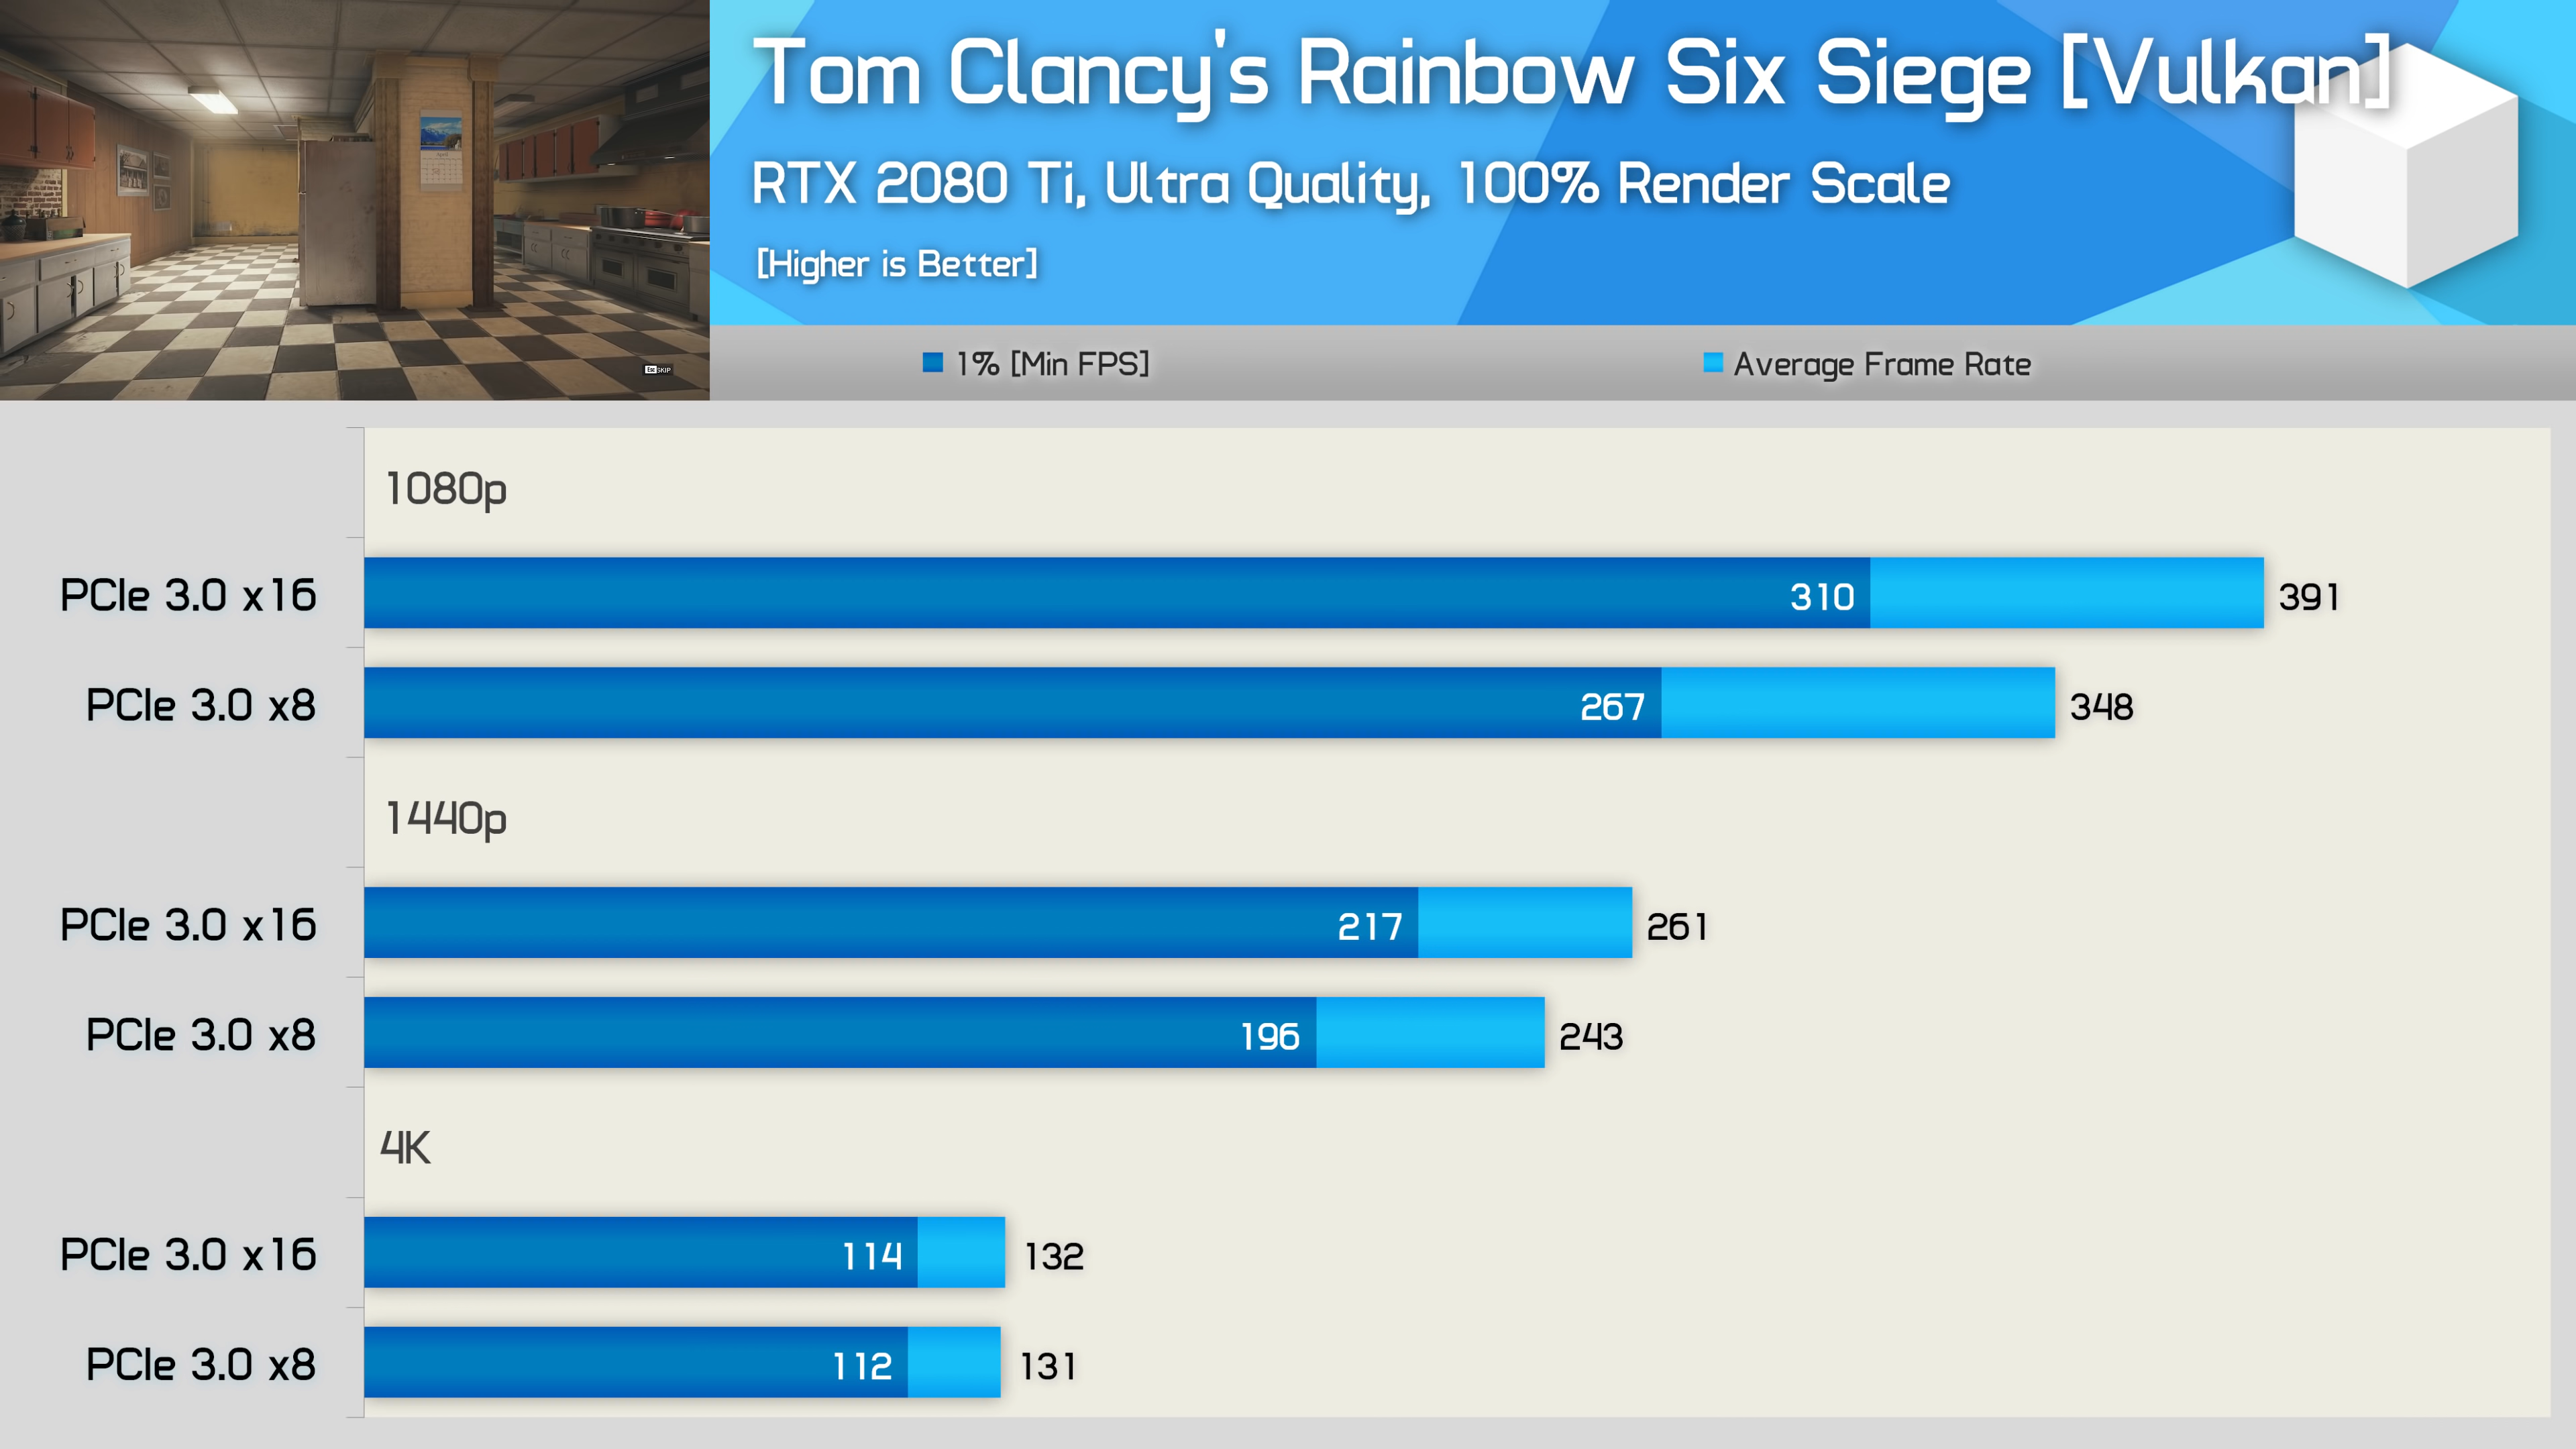 Tom Clancy's Rainbow Six Siege [Vulkan]
RTX 2080 Ti, Ultra Quality, 100% Render Scale
[Higher is Better]
Esc SKIP
1% [Min FPS]
Average Frame Rate
1080p
PCIe 3.0 x16
310
391
PCIe 3.0 x8
267
348
1440p
PCIe 3.0 x16
217
261
PCIe 3.0 x8
196
243
4K
PCIe 3.0 x16
114
132
PCIe 3.0 x8
112
131